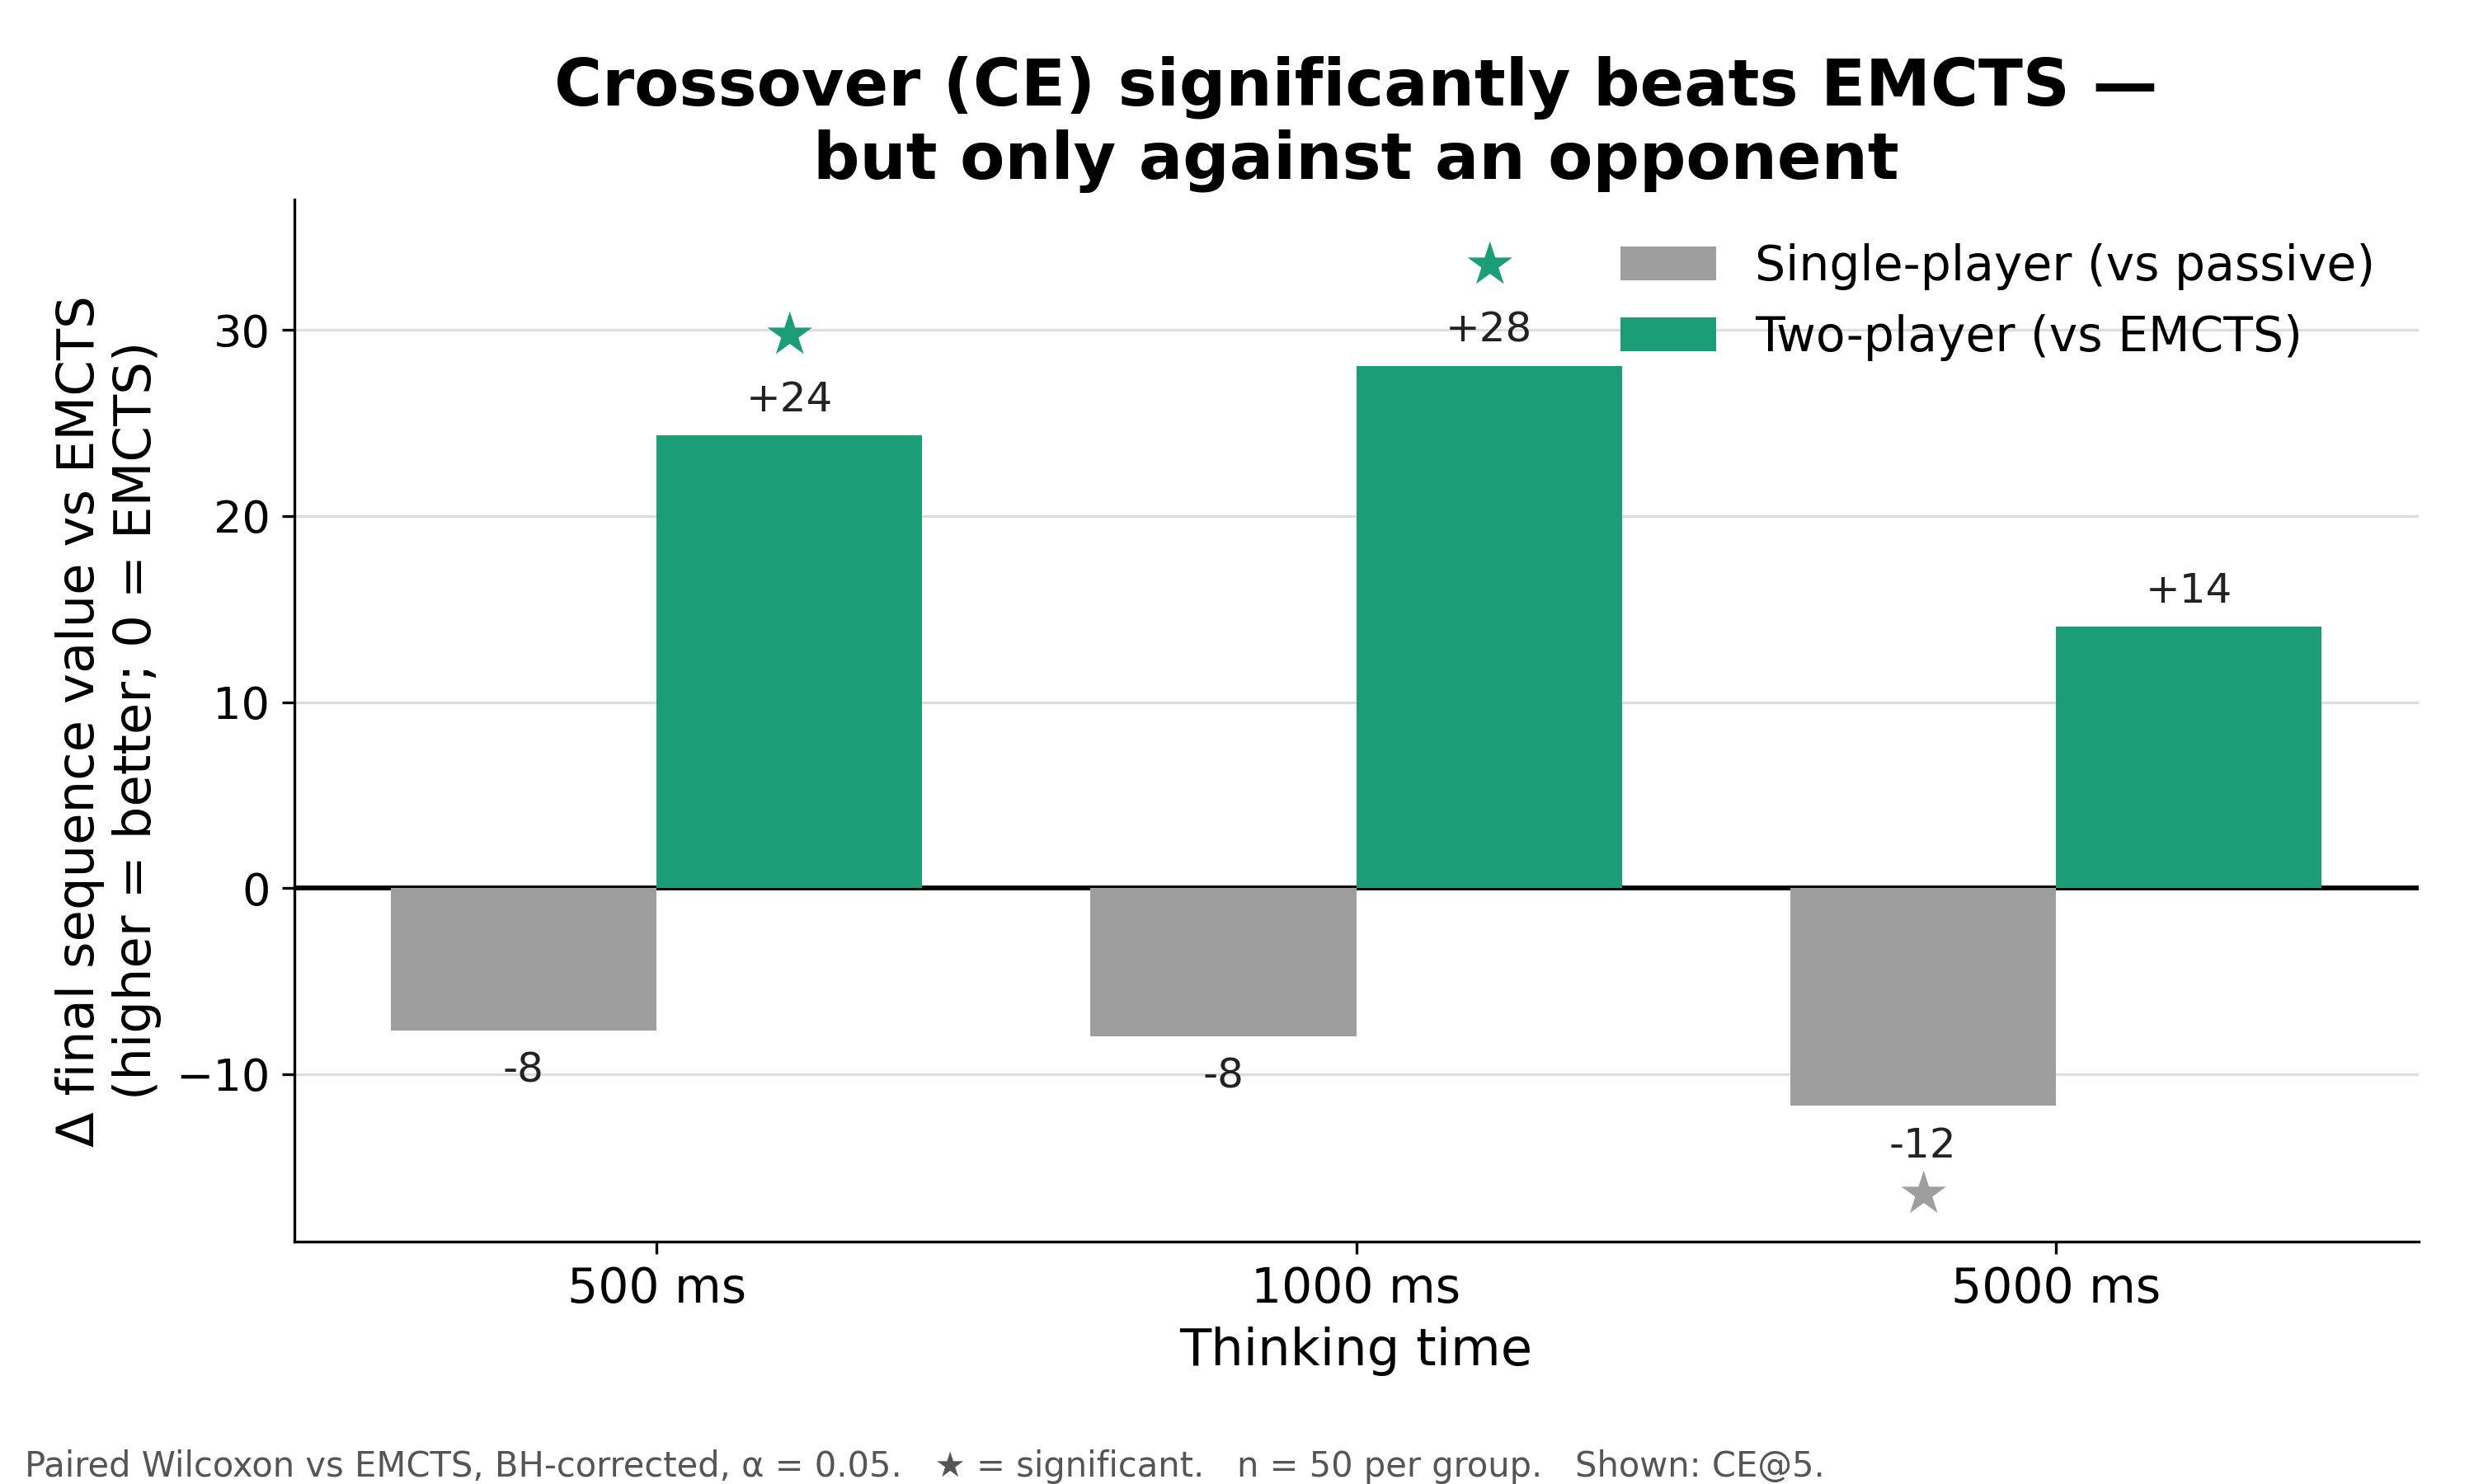 Crossover (CE) significantly beats EMCTS —
but only against an opponent
Δ final sequence value vs EMCTS
(higher = better; 0 = EMCTS)
30
20
10
0
−10
★
+24
★
+28
+14
-8
-8
-12
★
Single-player (vs passive)
Two-player (vs EMCTS)
500 ms
1000 ms
5000 ms
Thinking time
Paired Wilcoxon vs EMCTS, BH-corrected, α = 0.05. ★ = significant. n = 50 per group. Shown: CE@5.